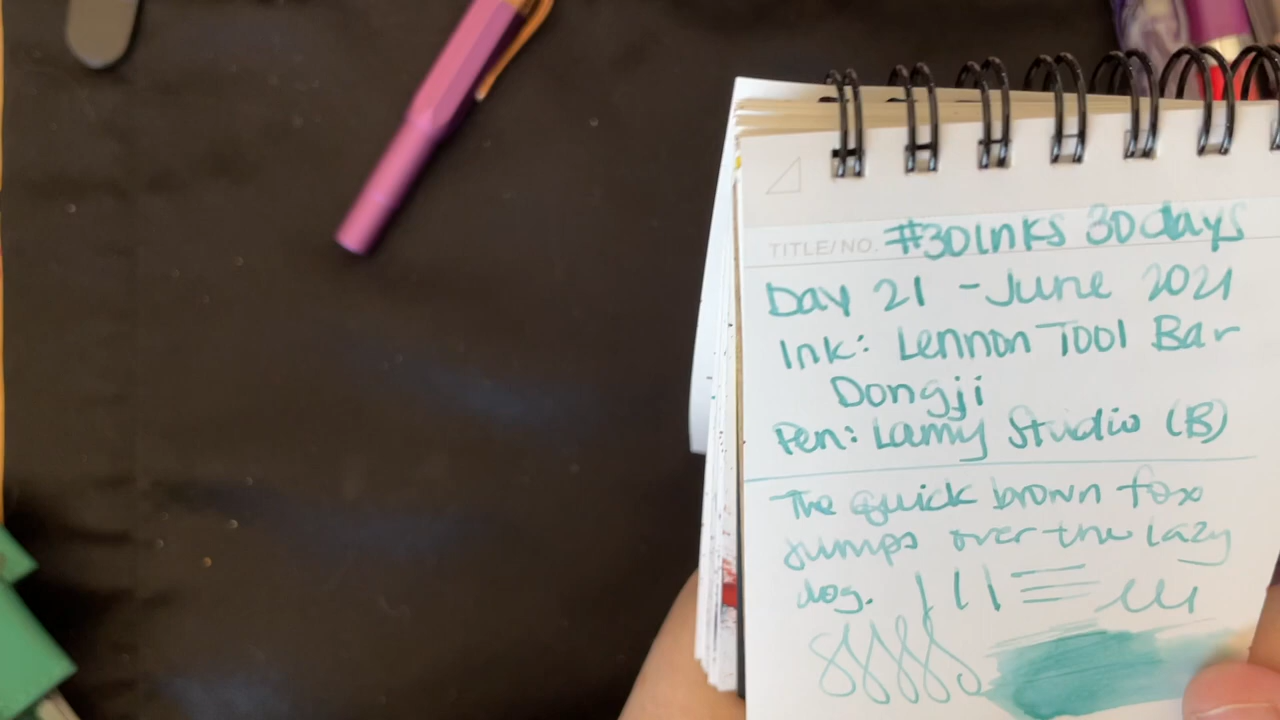 TITLE/NO. #30Inks 30days
Day 21 - June 2021
Ink: Lennon Tool Bar
Dongji
Pen: Lamy Studio (B)
The quick brown fox
jumps over the lazy
dog.